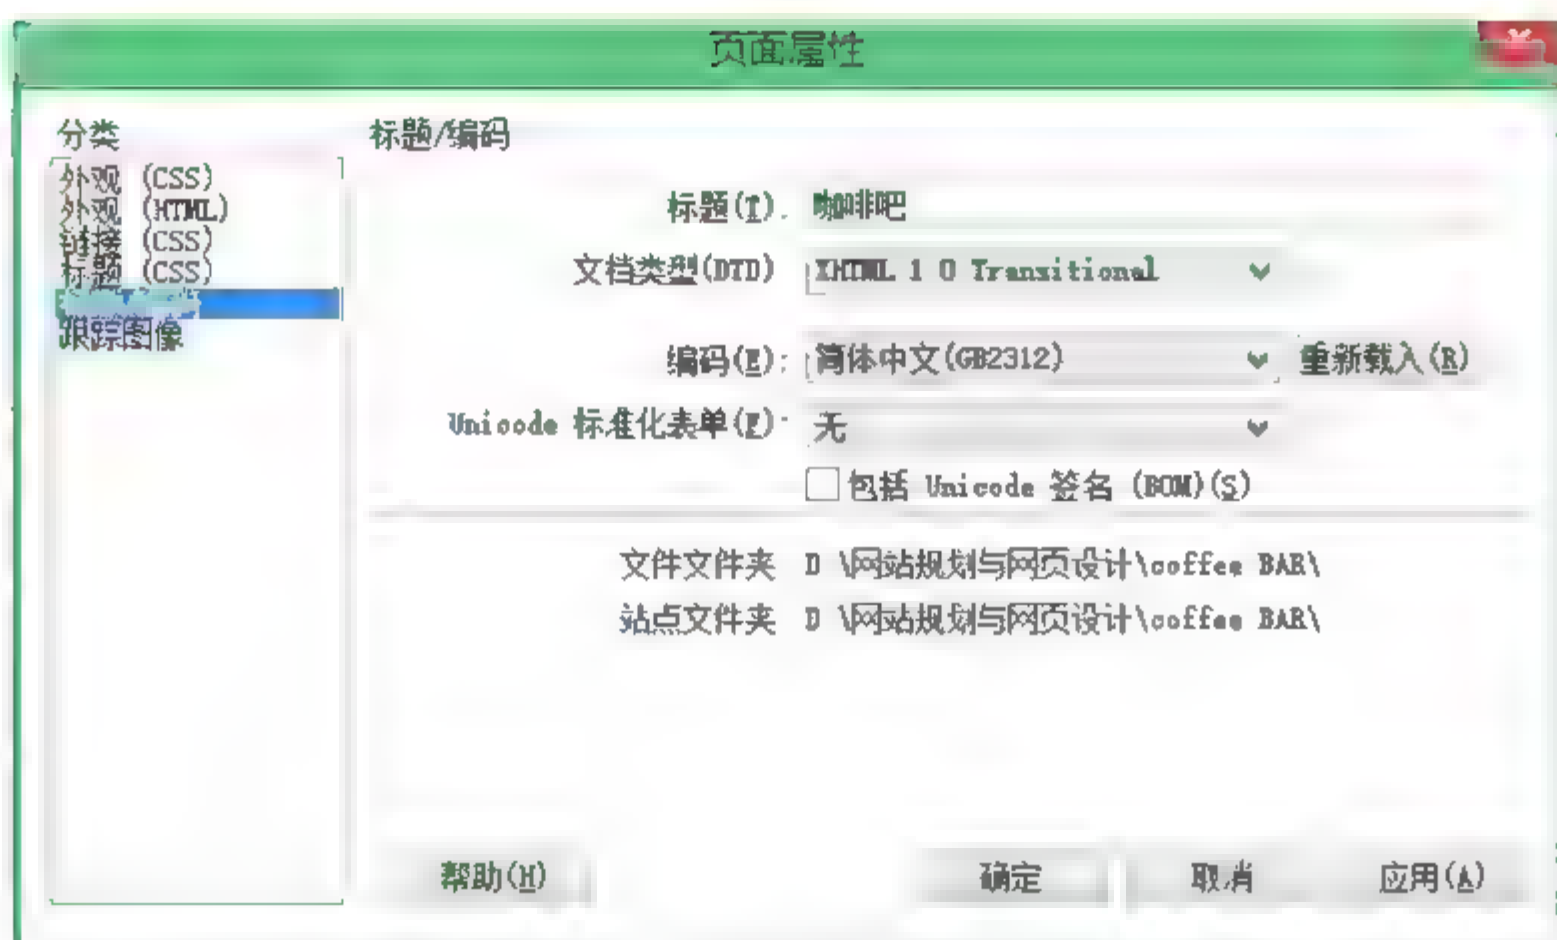 页面属性
分类
外观 (CSS)
外观 (HTML)
链接 (CSS)
标题 (CSS)
跟踪图像
标题/编码
标题(T). 咖啡吧
文档类型(DTD) XHTML 1 0 Transitional
编码(E): 简体中文(GB2312) 重新载入(R)
Unicode 标准化表单(F): 无
包括 Unicode 签名 (BOM)(S)
文件文件夹 D \网站规划与网页设计\coffee BAR\
站点文件夹 D \网站规划与网页设计\coffee BAR\
帮助(H) 确定 取消 应用(A)